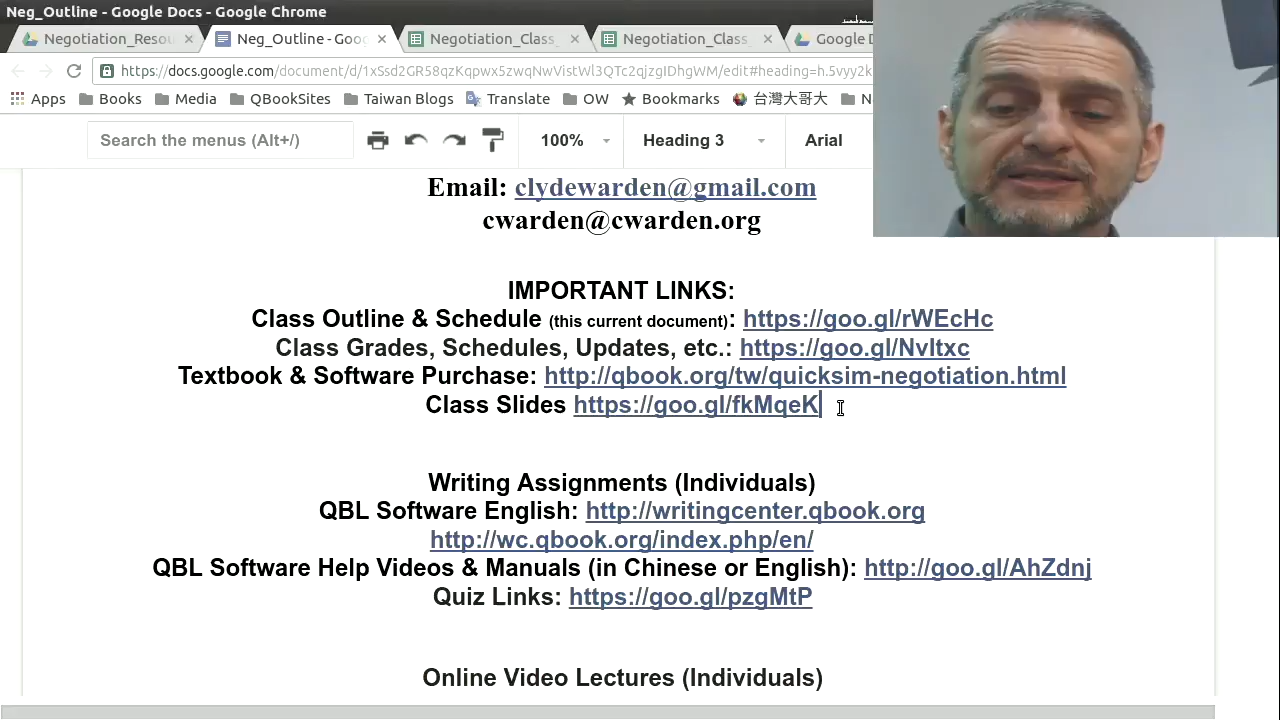 Neg_Outline - Google Docs - Google Chrome
Negotiation_Resou Neg_Outline - Goog Negotiation_Class_ Negotiation_Class_ Google D
https://docs.google.com/document/d/1xSsd2GR58qzKqpwx5zwqNwVistWl3QTc2qjzgIDhgWM/edit#heading=h.5vyy2k
Apps Books Media QBookSites Taiwan Blogs Translate OW Bookmarks 台灣大哥大 N
Search the menus (Alt+/) 100% Heading 3 Arial
Email: clydewarden@gmail.com
cwarden@cwarden.org
IMPORTANT LINKS:
Class Outline & Schedule (this current document): https://goo.gl/rWEcHc
Class Grades, Schedules, Updates, etc.: https://goo.gl/NvItxc
Textbook & Software Purchase: http://qbook.org/tw/quicksim-negotiation.html
Class Slides https://goo.gl/fkMqeK
Writing Assignments (Individuals)
QBL Software English: http://writingcenter.qbook.org
http://wc.qbook.org/index.php/en/
QBL Software Help Videos & Manuals (in Chinese or English): http://goo.gl/AhZdnj
Quiz Links: https://goo.gl/pzgMtP
Online Video Lectures (Individuals)